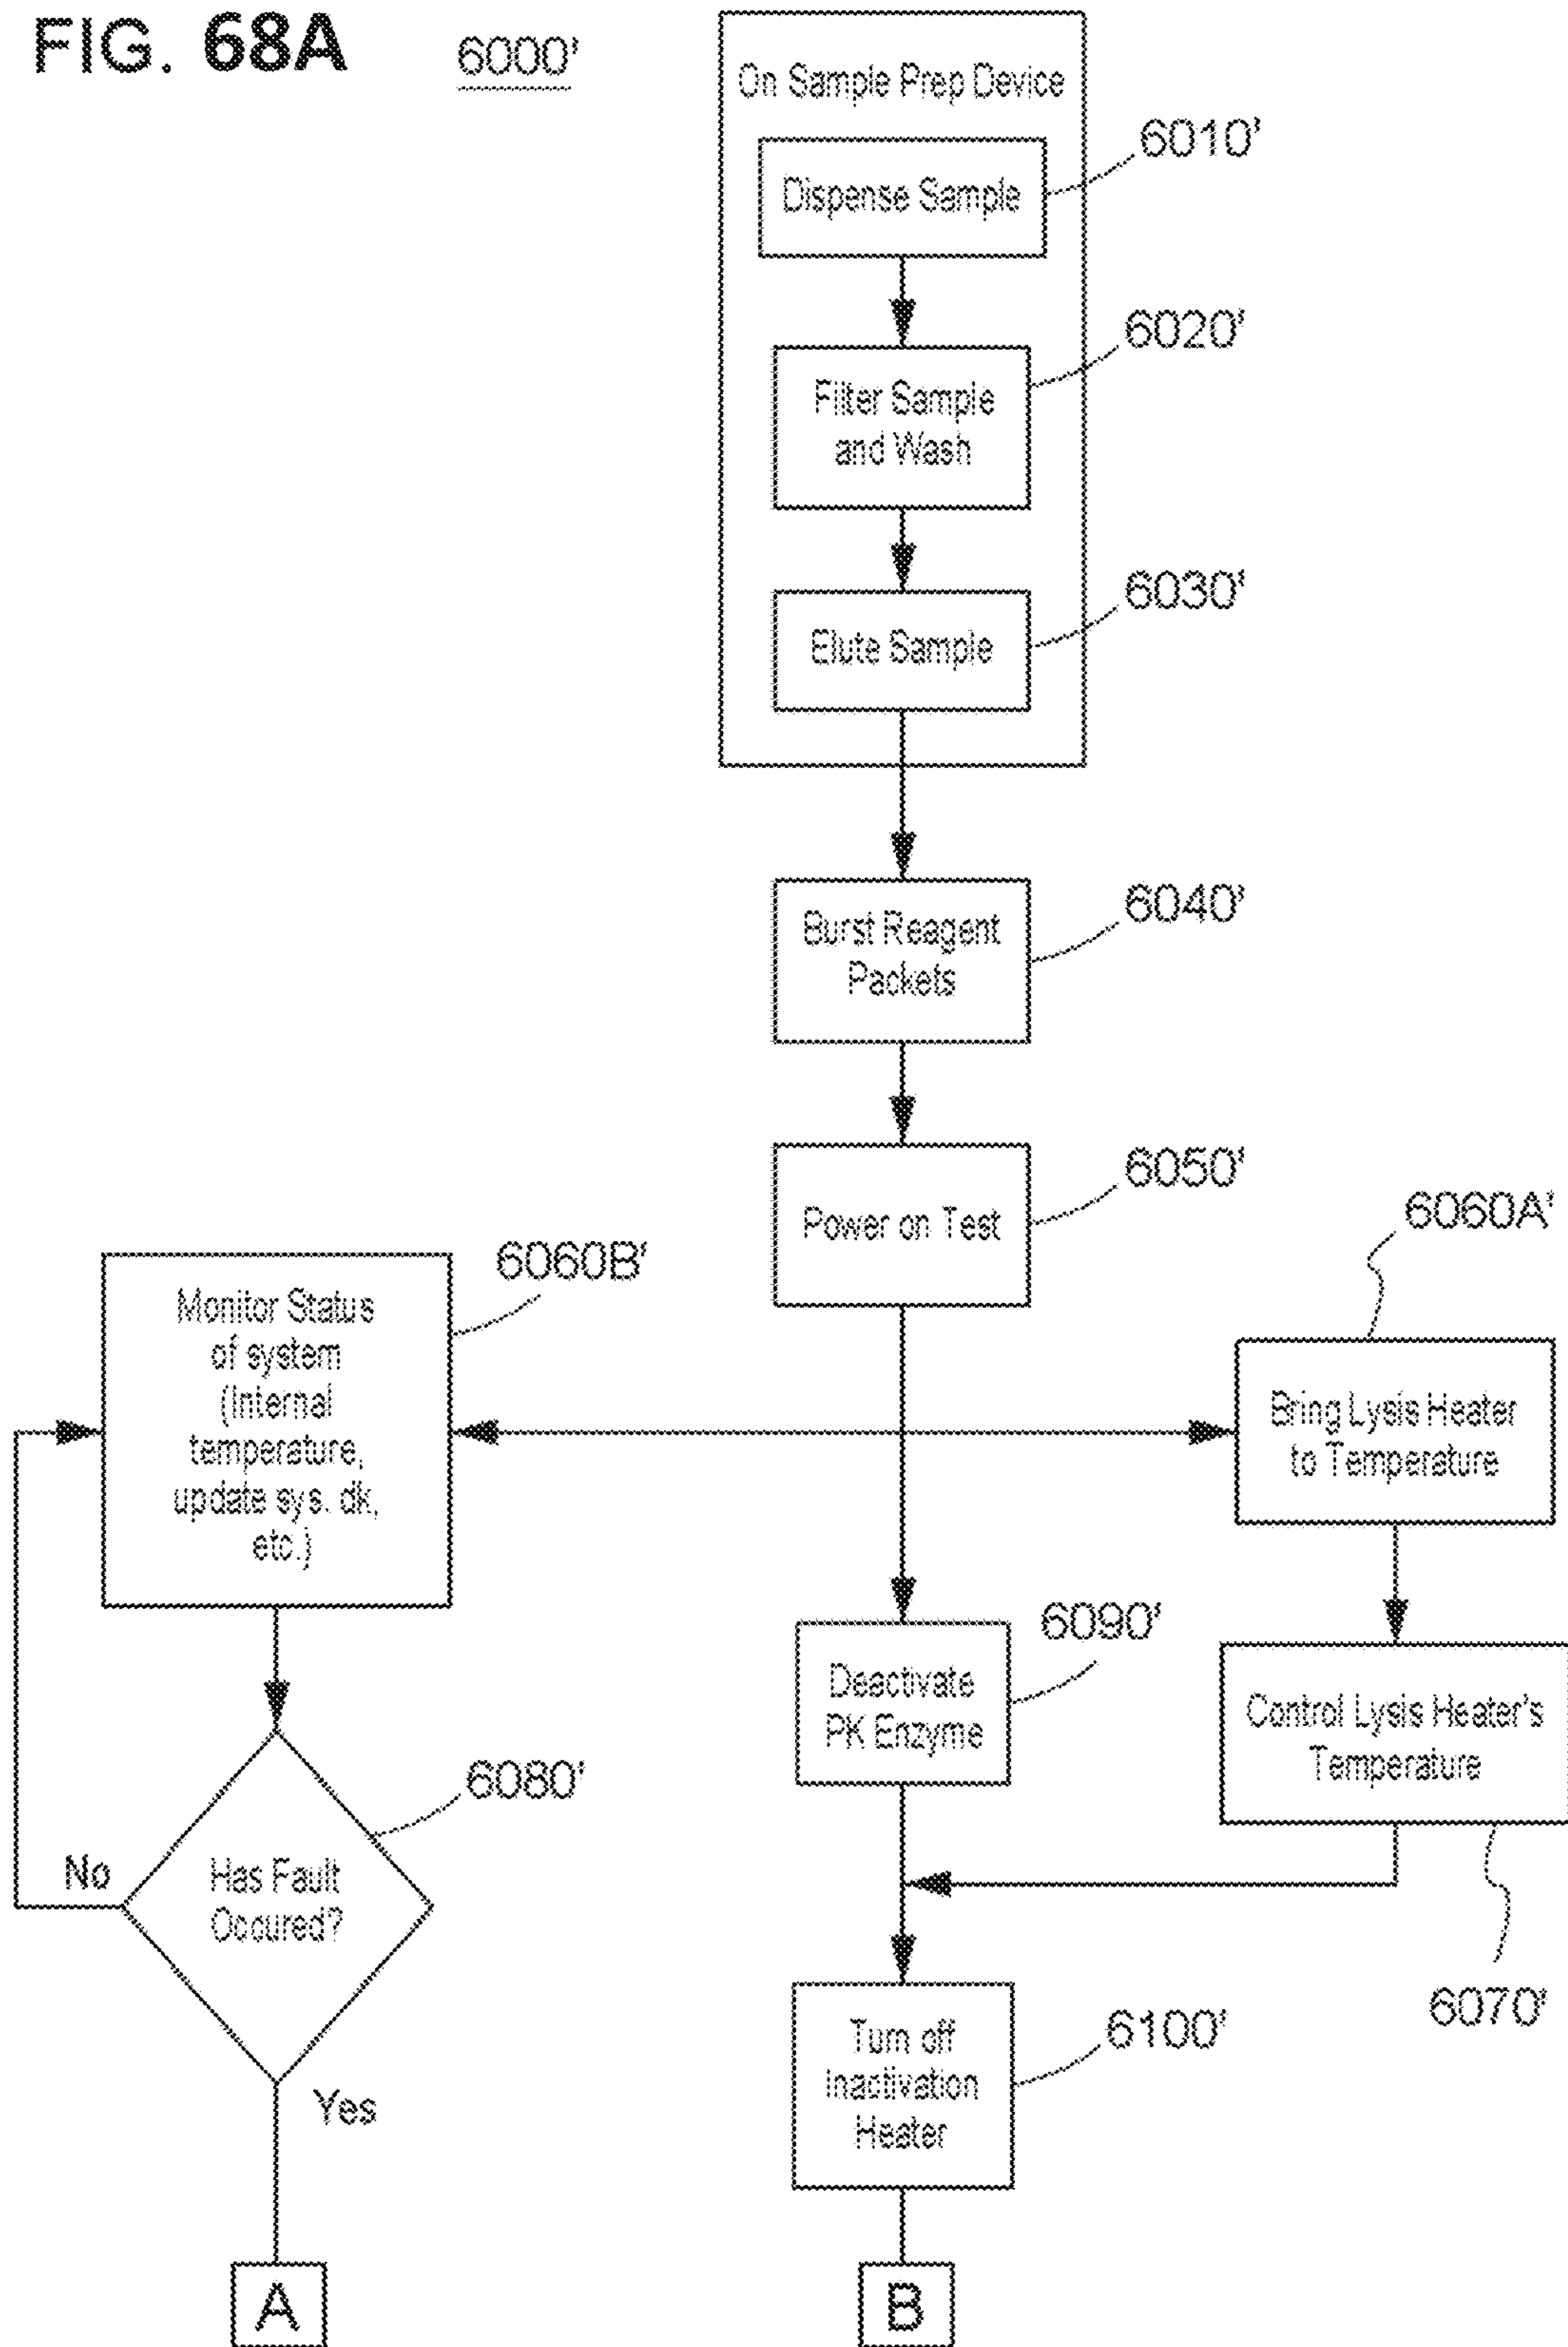 FIG. 68A
6000'
On Sample Prep Device
6010'
Dispense Sample
6020'
Filter Sample
and Wash
6030'
Elute Sample
6040'
Burst Reagent
Packets
6050'
Power on Test
6060A'
6060B'
Monitor Status
of system
(Internal
temperature,
update sys. dk,
etc.)
Bring Lysis Heater
to Temperature
6090'
Deactivate
PK Enzyme
Control Lysis Heater's
Temperature
6080'
No
Has Fault
Occured?
6070'
6100'
Turn off
Inactivation
Heater
Yes
A
B